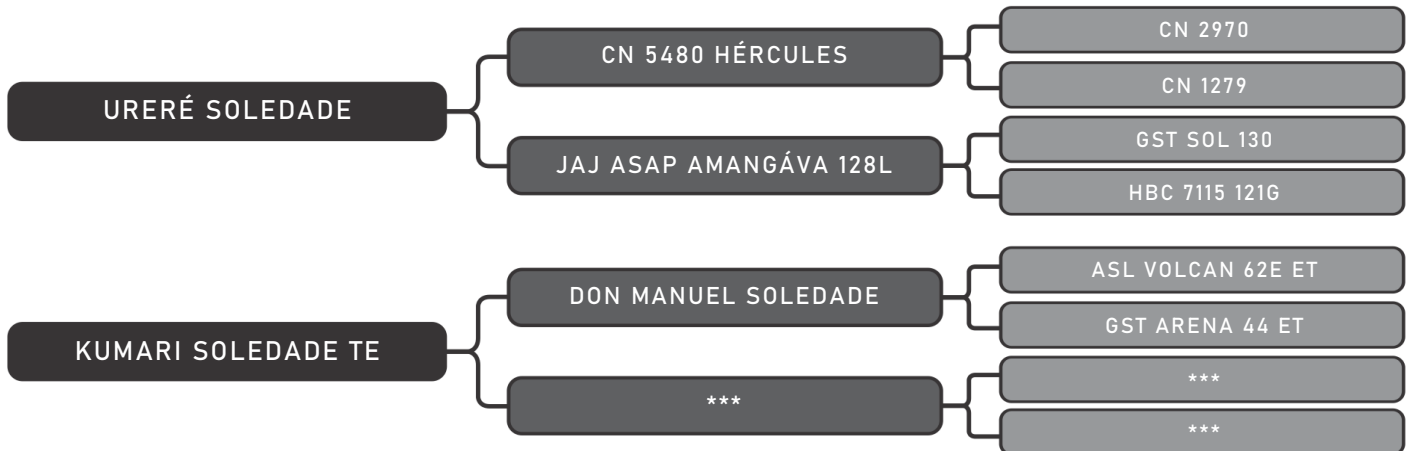 URERÉ SOLEDADE
CN 5480 HÉRCULES
CN 2970
CN 1279
JAJ ASAP AMANGÁVA 128L
GST SOL 130
HBC 7115 121G
KUMARI SOLEDADE TE
DON MANUEL SOLEDADE
ASL VOLCAN 62E ET
GST ARENA 44 ET
***
***
***